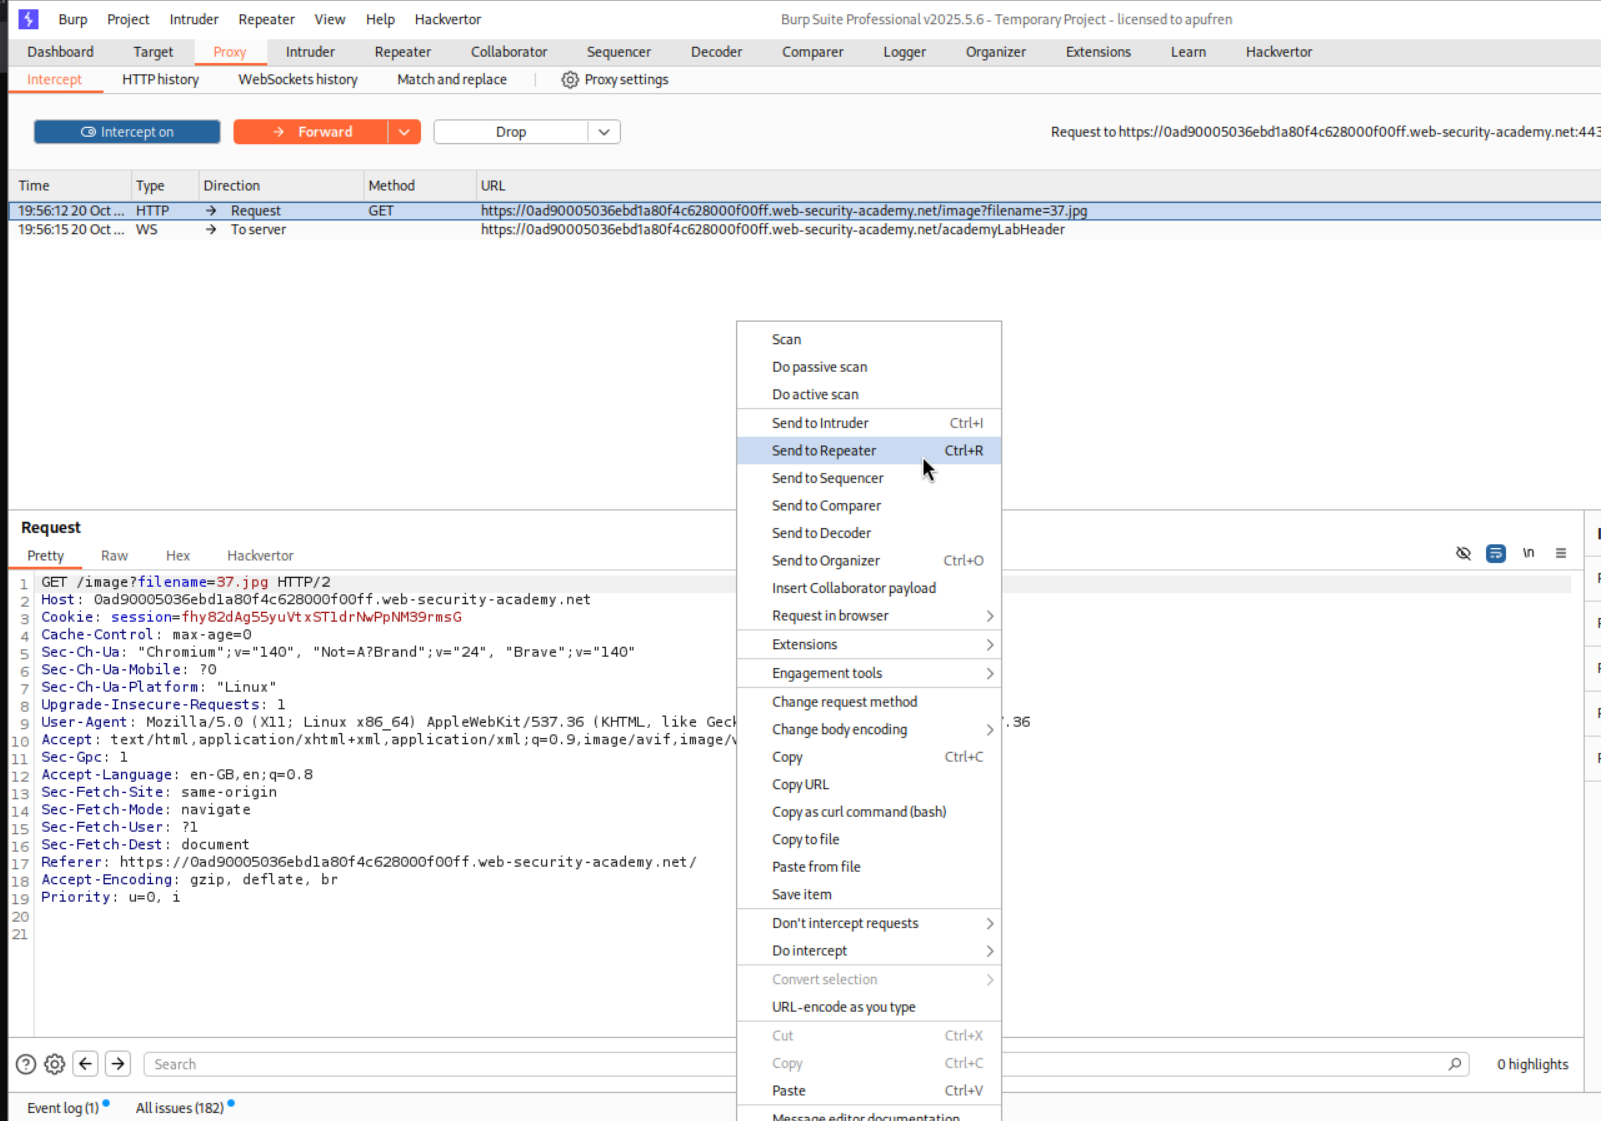 Burp Project Intruder Repeater View Help Hackvertor Burp Suite Professional v2025.5.6 - Temporary Project - licensed to apufren
Dashboard Target Proxy Intruder Repeater Collaborator Sequencer Decoder Comparer Logger Organizer Extensions Learn Hackvertor
Intercept HTTP history WebSockets history Match and replace Proxy settings
Intercept on Forward Drop Request to https://0ad90005036ebd1a80f4c628000f00ff.web-security-academy.net:443
Time Type Direction Method URL
19:56:12 20 Oct ... HTTP → Request GET https://0ad90005036ebd1a80f4c628000f00ff.web-security-academy.net/image?filename=37.jpg
19:56:15 20 Oct ... WS → To server https://0ad90005036ebd1a80f4c628000f00ff.web-security-academy.net/academyLabHeader
Scan
Do passive scan
Do active scan
Send to Intruder Ctrl+I
Send to Repeater Ctrl+R
Send to Sequencer
Send to Comparer
Send to Decoder
Send to Organizer Ctrl+O
Insert Collaborator payload
Request in browser
Extensions
Engagement tools
Change request method
Change body encoding
Copy Ctrl+C
Copy URL
Copy as curl command (bash)
Copy to file
Paste from file
Save item
Don't intercept requests
Do intercept
Convert selection
URL-encode as you type
Cut Ctrl+X
Copy Ctrl+C
Paste Ctrl+V
Message editor documentation
Request
Pretty Raw Hex Hackvertor \n
1 GET /image?filename=37.jpg HTTP/2
2 Host: 0ad90005036ebd1a80f4c628000f00ff.web-security-academy.net
3 Cookie: session=fhy82dAg55yuVtxST1drNwPpNM39rmsG
4 Cache-Control: max-age=0
5 Sec-Ch-Ua: "Chromium";v="140", "Not=A?Brand";v="24", "Brave";v="140"
6 Sec-Ch-Ua-Mobile: ?0
7 Sec-Ch-Ua-Platform: "Linux"
8 Upgrade-Insecure-Requests: 1
9 User-Agent: Mozilla/5.0 (X11; Linux x86_64) AppleWebKit/537.36 (KHTML, like Geck 7.36
10 Accept: text/html,application/xhtml+xml,application/xml;q=0.9,image/avif,image/
11 Sec-Gpc: 1
12 Accept-Language: en-GB,en;q=0.8
13 Sec-Fetch-Site: same-origin
14 Sec-Fetch-Mode: navigate
15 Sec-Fetch-User: ?1
16 Sec-Fetch-Dest: document
17 Referer: https://0ad90005036ebd1a80f4c628000f00ff.web-security-academy.net/
18 Accept-Encoding: gzip, deflate, br
19 Priority: u=0, i
20
21
Search 0 highlights
Event log (1) All issues (182)